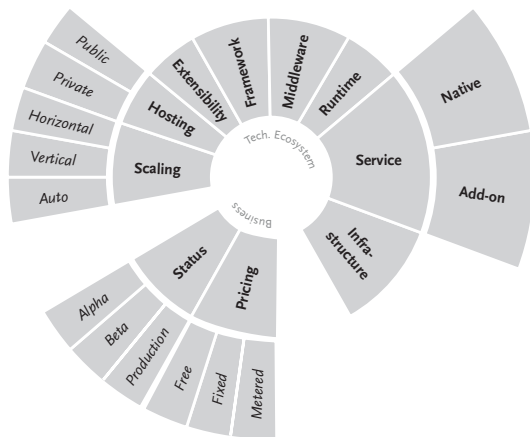 Public
Private
Horizontal
Vertical
Auto
Hosting
Scaling
Extensibility
Framework
Middleware
Runtime
Service
Infra-
structure
Native
Add-on
Tech. Ecosystem
Business
Status
Pricing
Alpha
Beta
Production
Free
Fixed
Metered